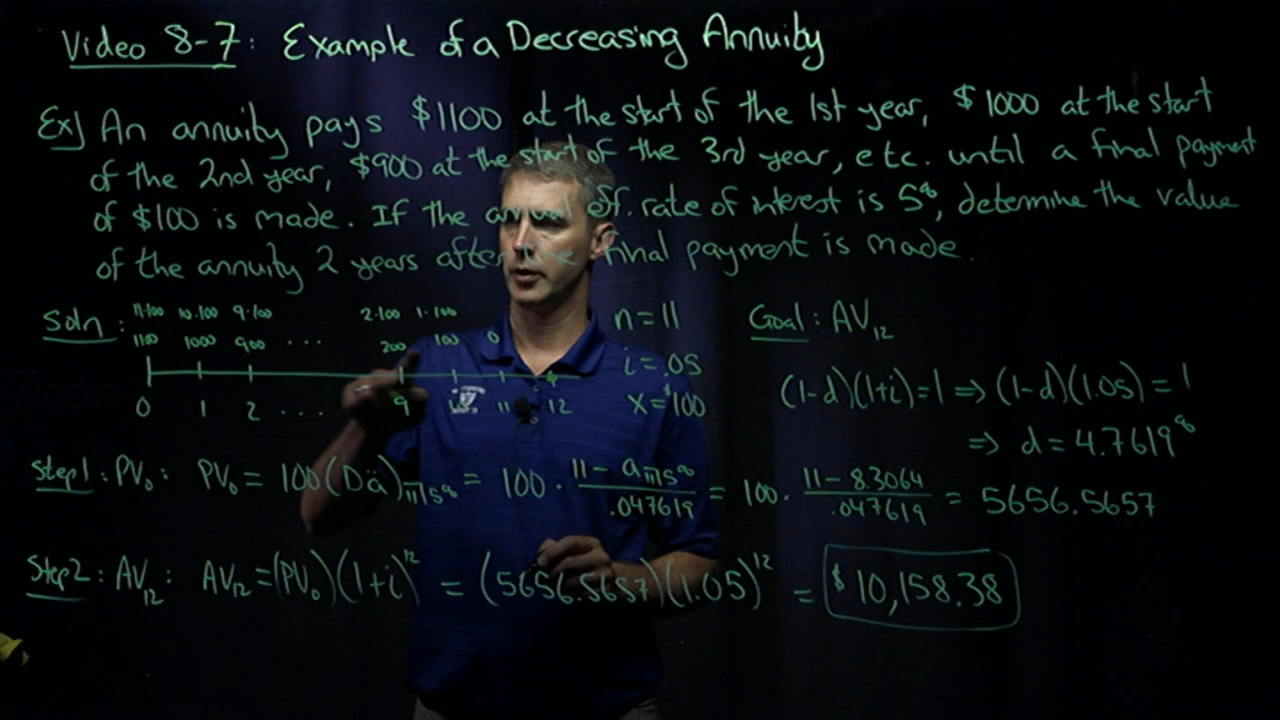 Video 8-7: Example of a Decreasing Annuity
Ex] An annuity pays $1100 at the start of the 1st year, $1000 at the start
of the 2nd year, $900 at the start of the 3rd year, etc. until a final payment
of $100 is made. If the annual eff. rate of interest is 5%, determine the value
of the annuity 2 years after final payment is made.
Soln: 11·100 10·100 9·100 2·100 1·100
1100 1000 900 ... 200 100 0
0 1 2 .... 9 11 12
n=11
i=.05
x=$100
Goal: AV₁₂
(1-d)(1+i)=1 ⇒ (1-d)(1.05)=1
⇒ d=4.7619%
Step1: PV₀: PV₀ = 100(Dä)₁₁|5% = 100 · (11 - a₁₁|5%)/.047619 = 100 · (11 - 8.3064)/.047619 = 5656.5657
Step2: AV₁₂: AV₁₂ = (PV₀)(1+i)¹² = (5656.5657)(1.05)¹² = $10,158.38